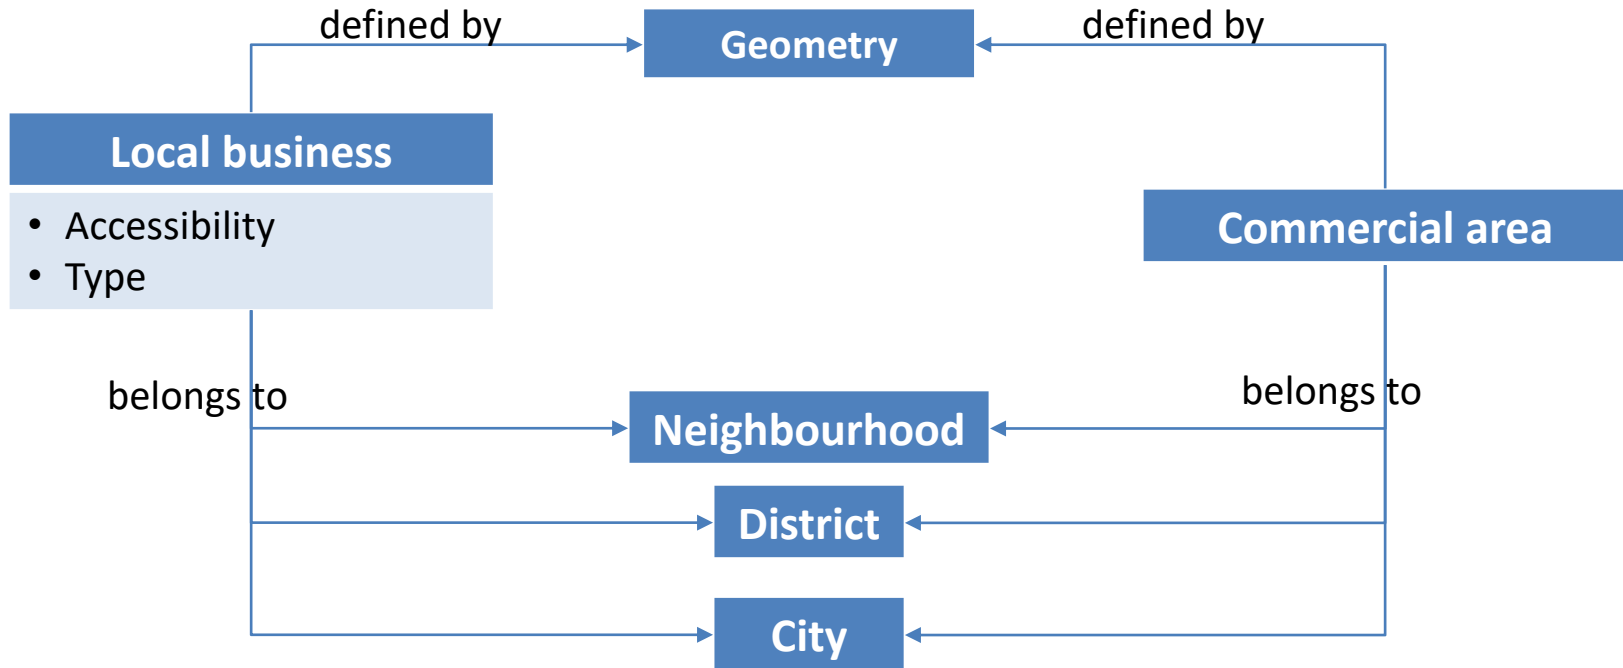 defined by
Geometry
defined by
Local business
• Accessibility
• Type
Commercial area
belongs to
belongs to
Neighbourhood
District
City